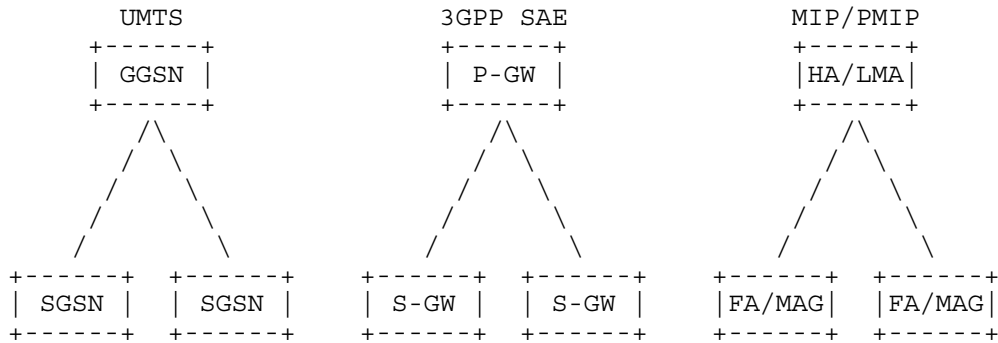 UMTS 3GPP SAE MIP/PMIP
GGSN P-GW HA/LMA
SGSN SGSN S-GW S-GW FA/MAG FA/MAG